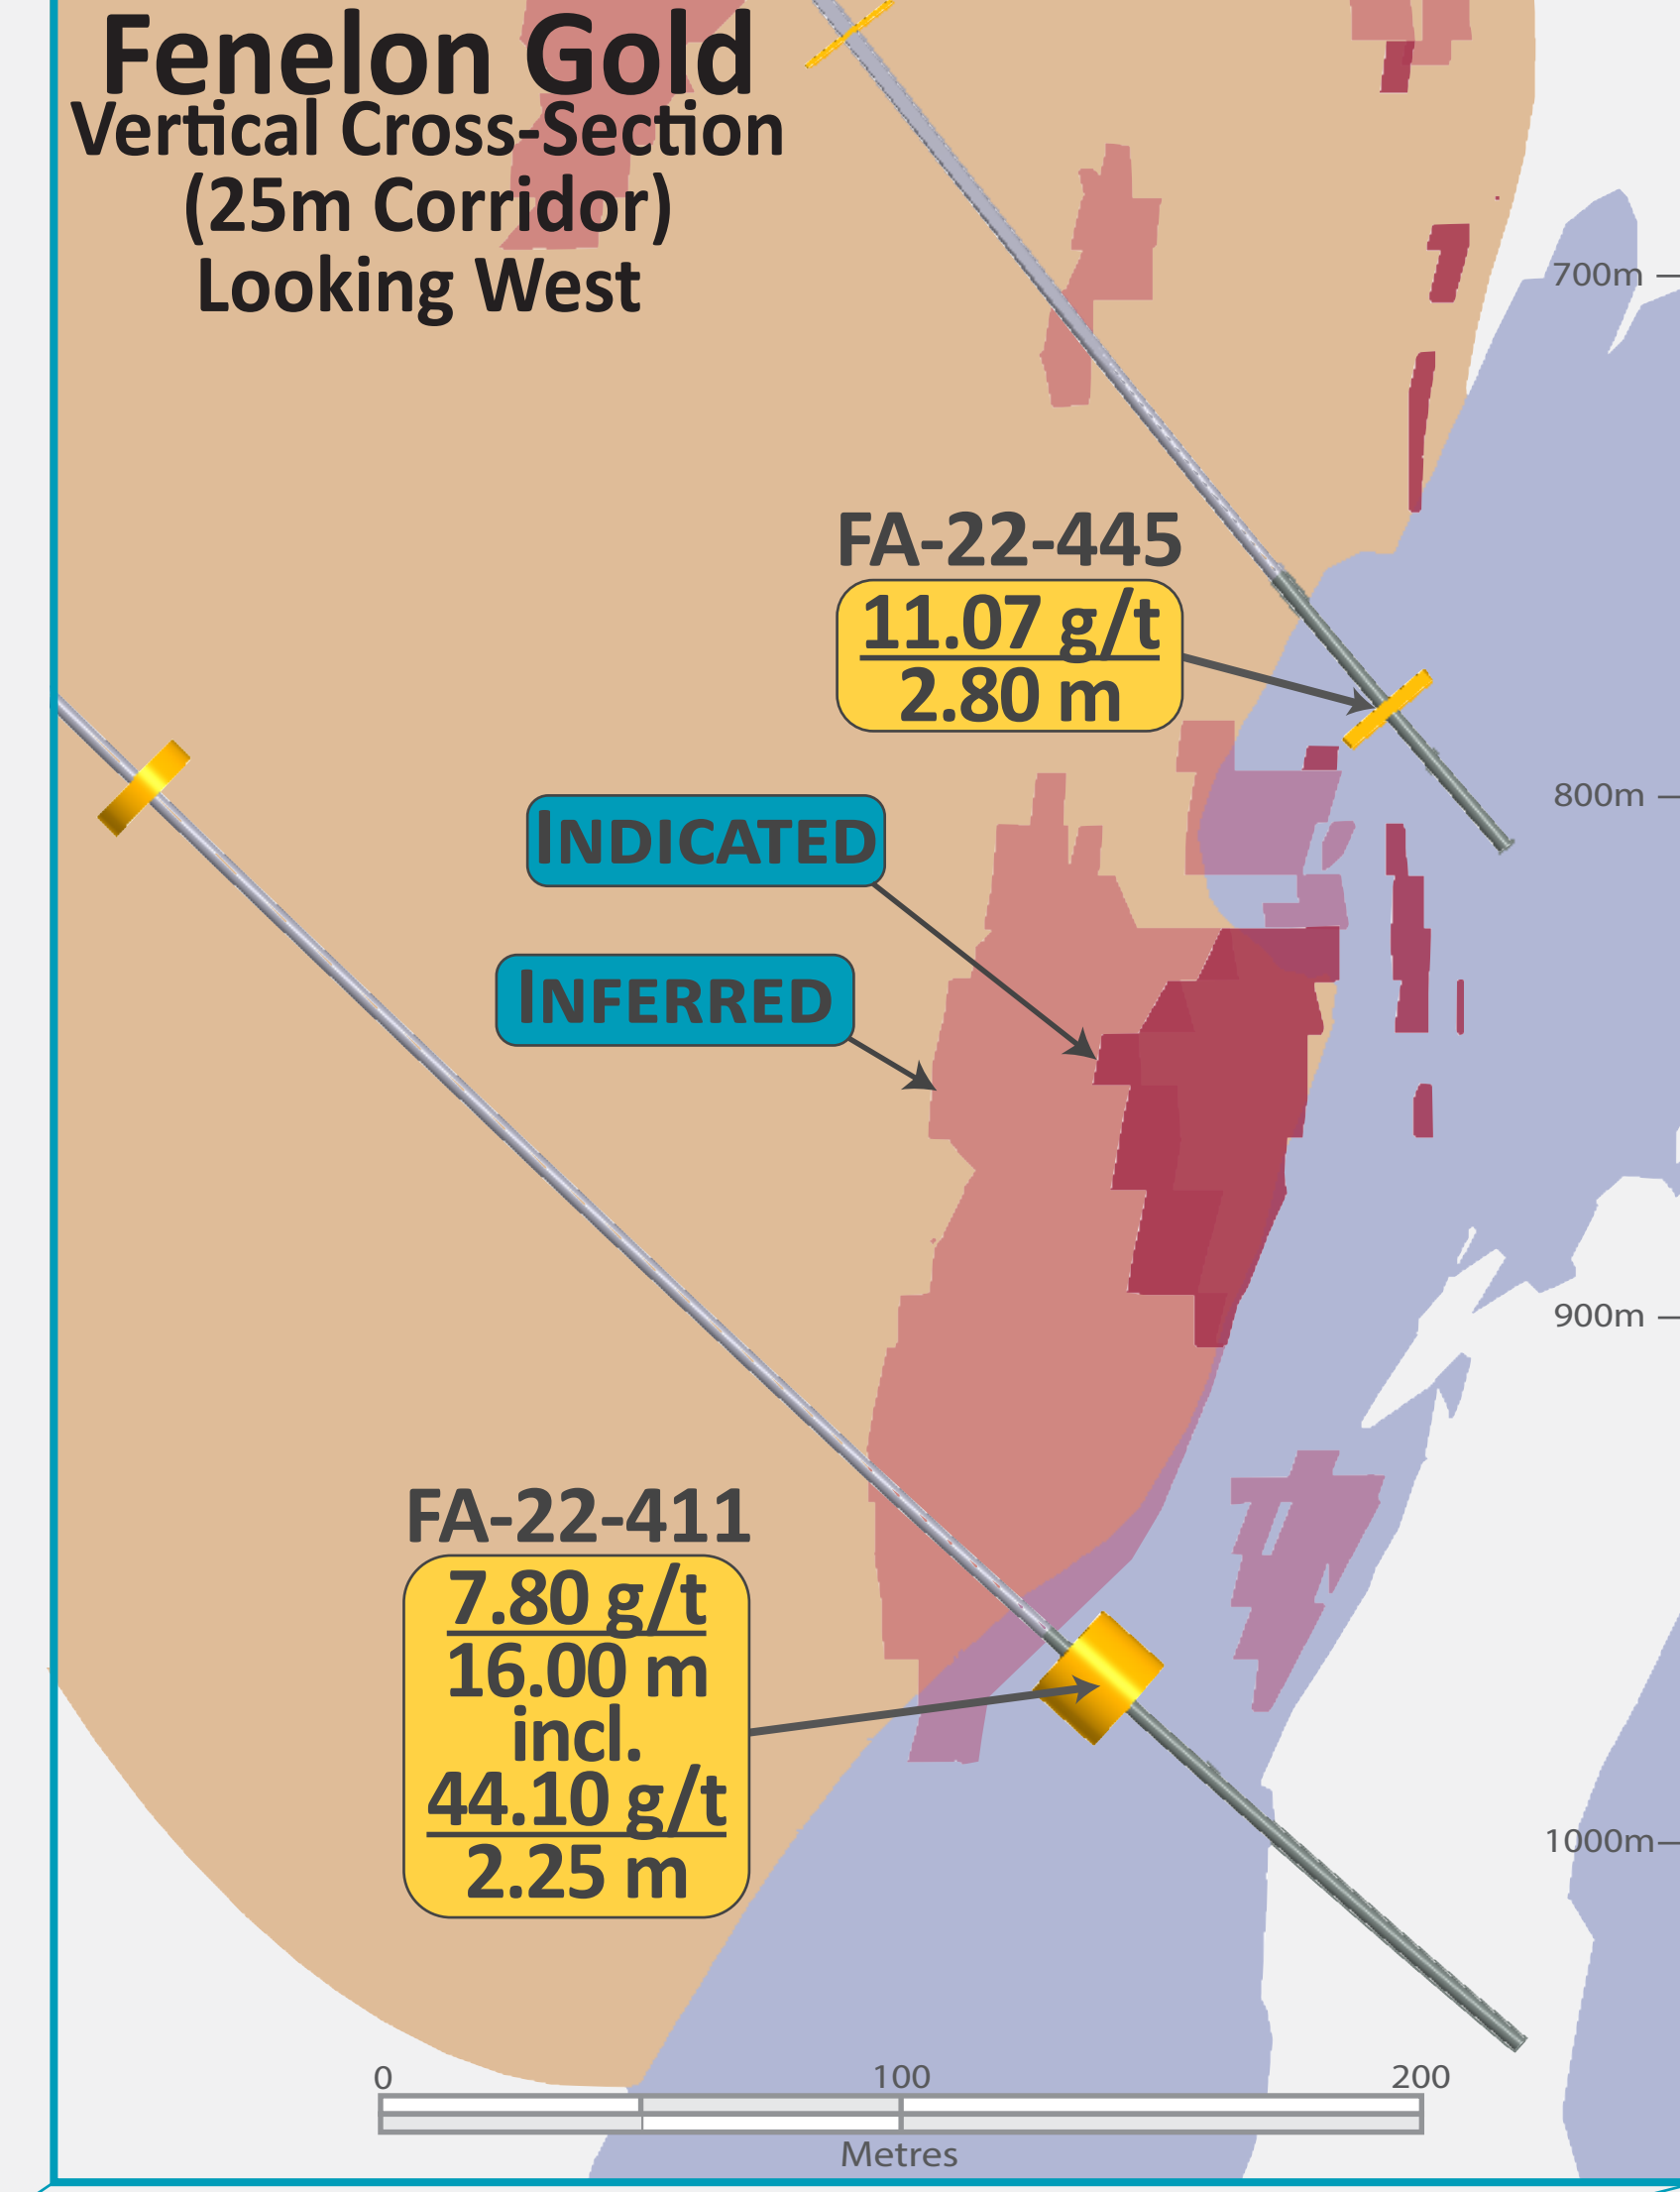 Fenelon Gold
Vertical Cross-Section
(25m Corridor)
Looking West
700m
FA-22-445
11.07 g/t
2.80 m
800m
INDICATED
INFERRED
900m
FA-22-411
7.80 g/t
16.00 m
incl.
44.10 g/t
2.25 m
1000m
0 100 200
Metres